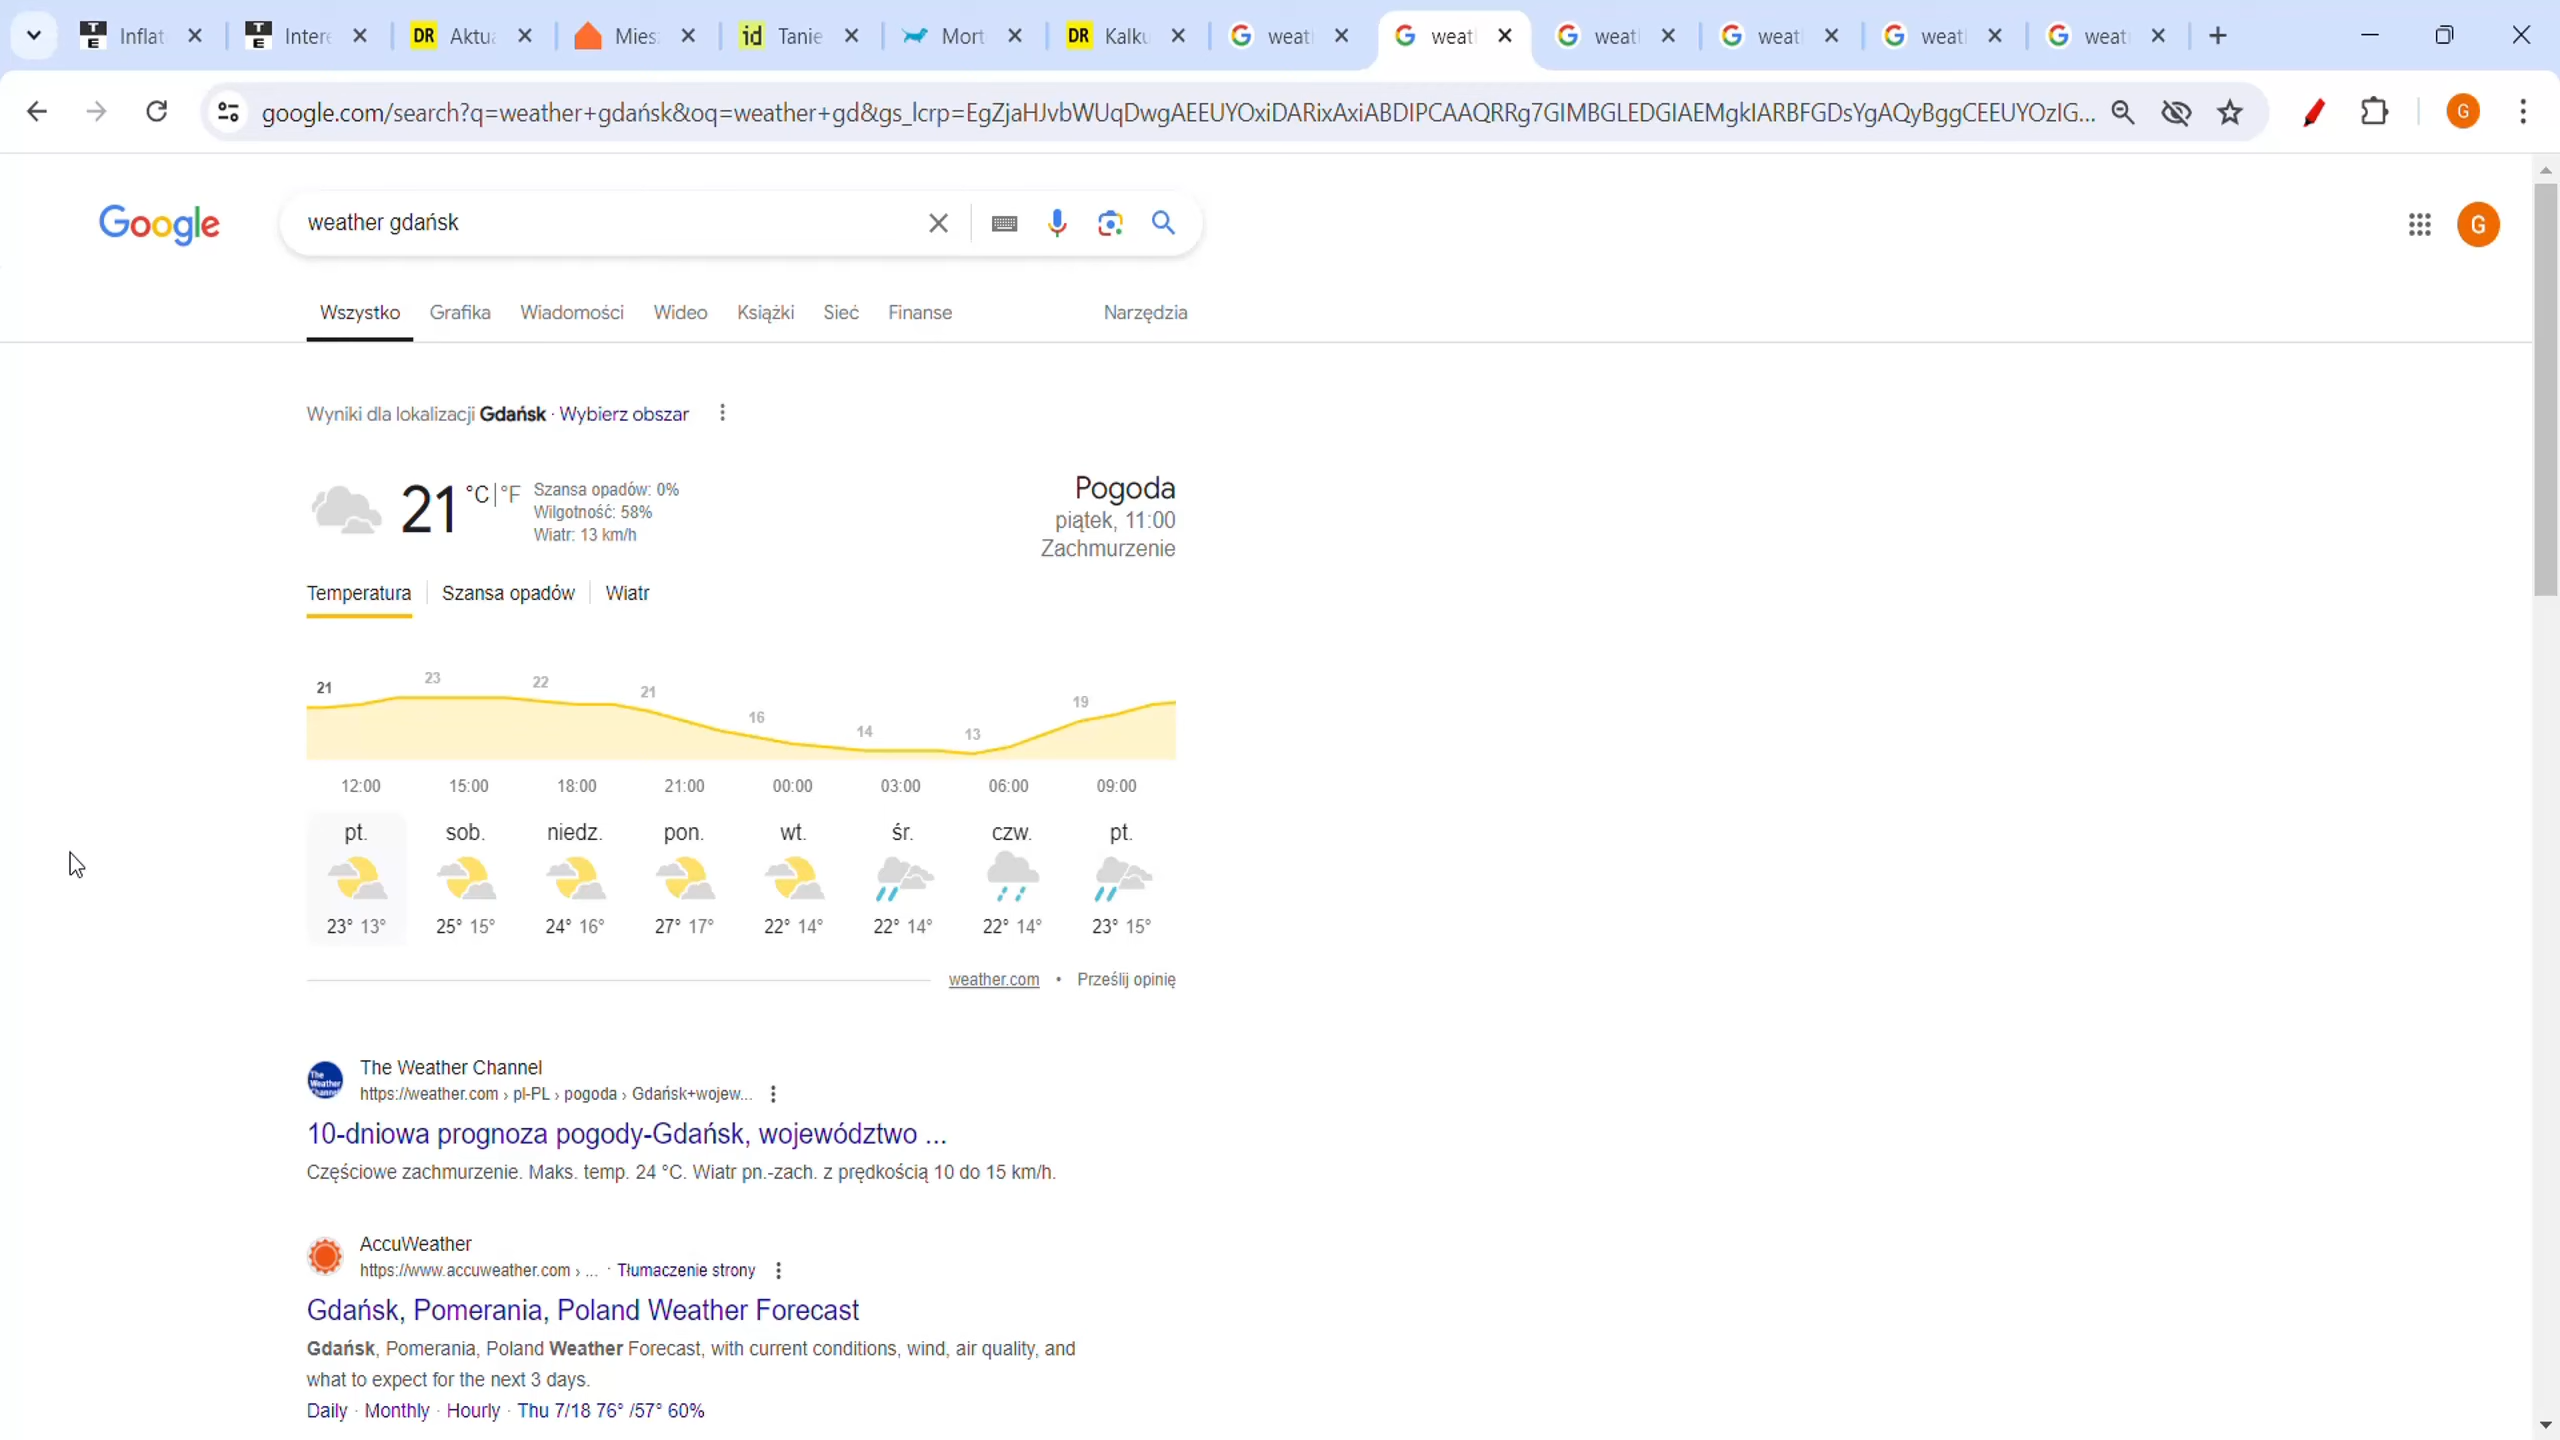 Inflat
Intere
DR Aktua
Mies
id Tanie
Mort
DR Kalku
weat
weat
weat
weat
weat
weat
google.com/search?q=weather+gdańsk&oq=weather+gd&gs_lcrp=EgZjaHJvbWUqDwgAEEUYOxiDARixAxiABDIPCAAQRRg7GIMBGLEDGIAEMgkIARBFGDsYgAQyBggCEEUYOzIG...
G
Google
weather gdańsk
G
Wszystko Grafika Wiadomości Wideo Książki Sieć Finanse Narzędzia
Wyniki dla lokalizacji Gdańsk · Wybierz obszar
21 °C | °F
Szansa opadów: 0%
Wilgotność: 58%
Wiatr: 13 km/h
Pogoda
piątek, 11:00
Zachmurzenie
Temperatura Szansa opadów Wiatr
21 23 22 21 16 14 13 19
12:00 15:00 18:00 21:00 00:00 03:00 06:00 09:00
pt. sob. niedz. pon. wt. śr. czw. pt.
23° 13° 25° 15° 24° 16° 27° 17° 22° 14° 22° 14° 22° 14° 23° 15°
weather.com • Prześlij opinię
The Weather Channel
https://weather.com › pl-PL › pogoda › Gdańsk+wojew...
10-dniowa prognoza pogody-Gdańsk, województwo ...
Częściowe zachmurzenie. Maks. temp. 24 °C. Wiatr pn.-zach. z prędkością 10 do 15 km/h.
AccuWeather
https://www.accuweather.com › ... · Tłumaczenie strony
Gdańsk, Pomerania, Poland Weather Forecast
Gdańsk, Pomerania, Poland Weather Forecast, with current conditions, wind, air quality, and
what to expect for the next 3 days.
Daily · Monthly · Hourly · Thu 7/18 76° /57° 60%